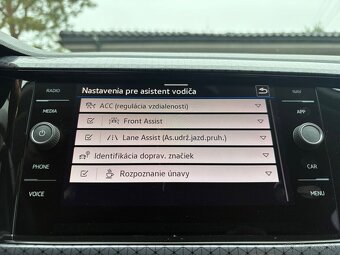 RADIO
Nastavenia pre asistent vodiča
NAV
MEDIA
ACC (regulácia vzdialenosti)
APP
Front Assist
Lane Assist (As.udrž.jazd.pruh.)
PHONE
CAR
Identifikácia doprav. značiek
VOICE
Rozpoznanie únavy
MENU